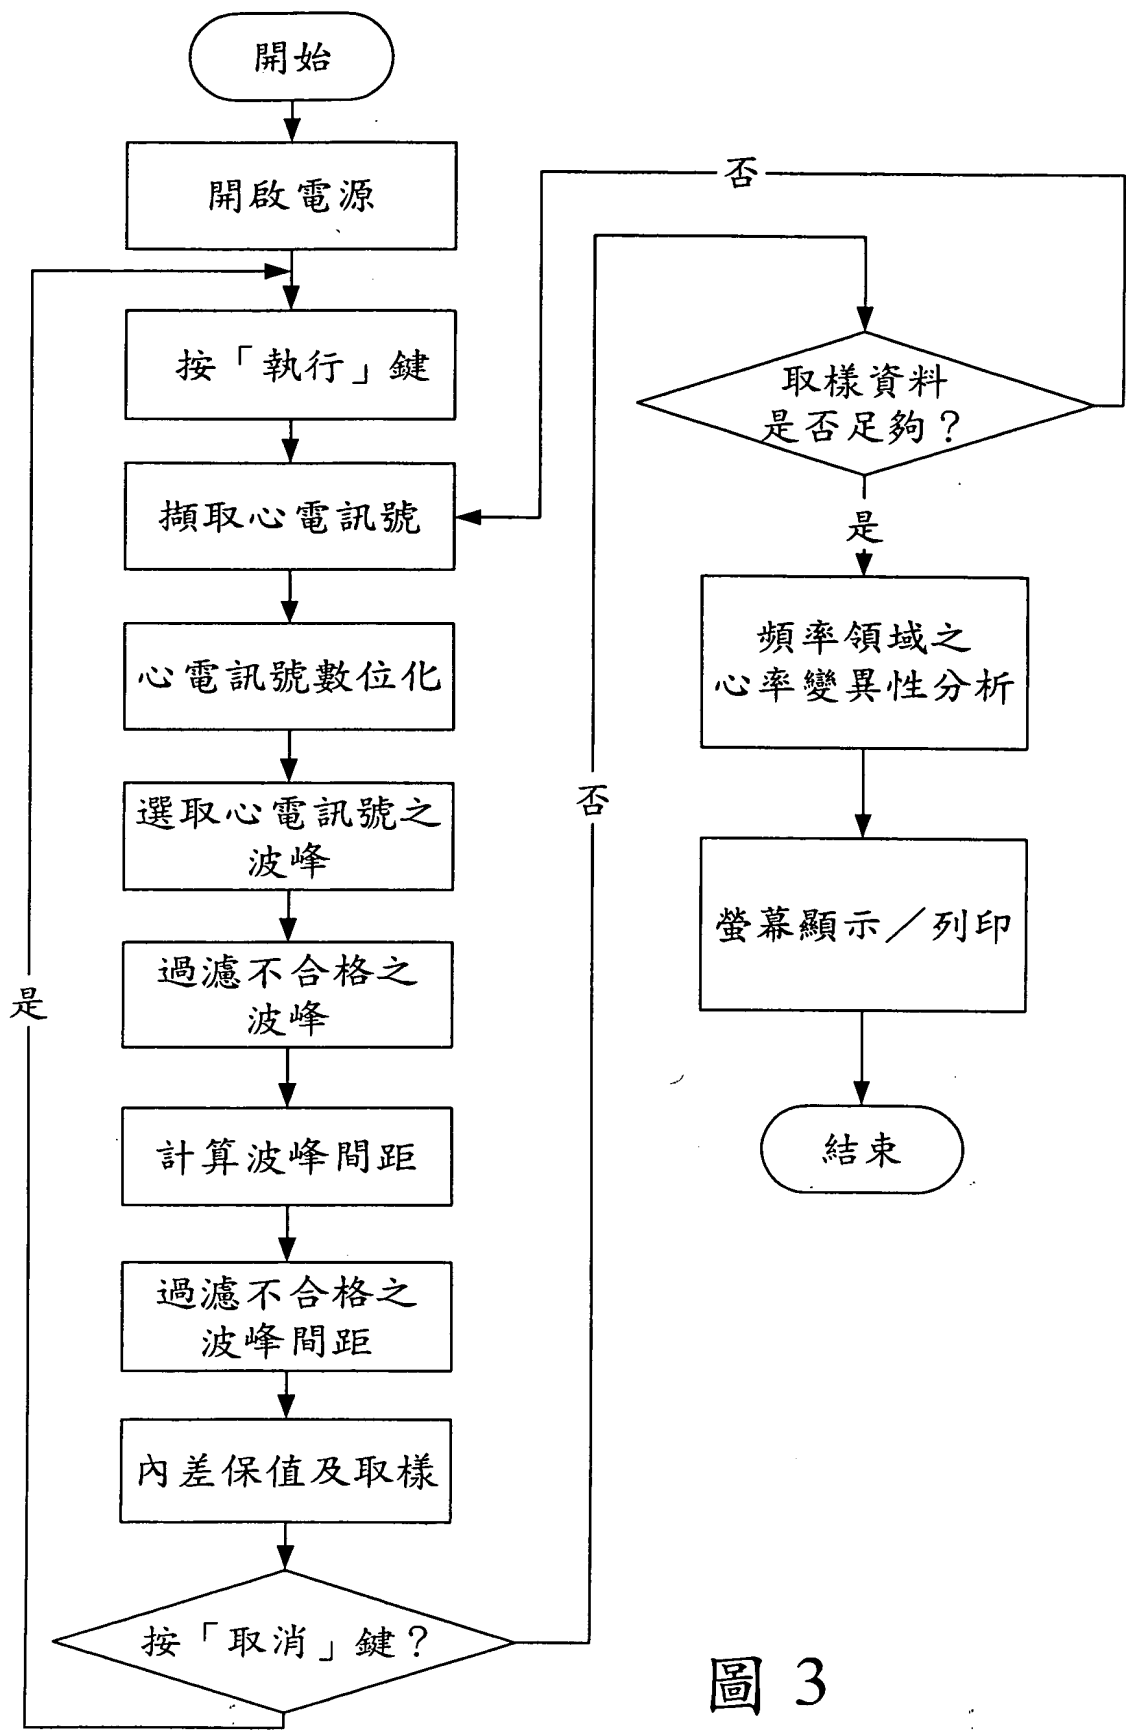 開始
開啟電源
按「執行」鍵
擷取心電訊號
心電訊號數位化
選取心電訊號之
波峰
過濾不合格之
波峰
計算波峰間距
過濾不合格之
波峰間距
內差保值及取樣
按「取消」鍵？
是
否
否
取樣資料
是否足夠？
是
頻率領域之
心率變異性分析
螢幕顯示／列印
結束
圖 3